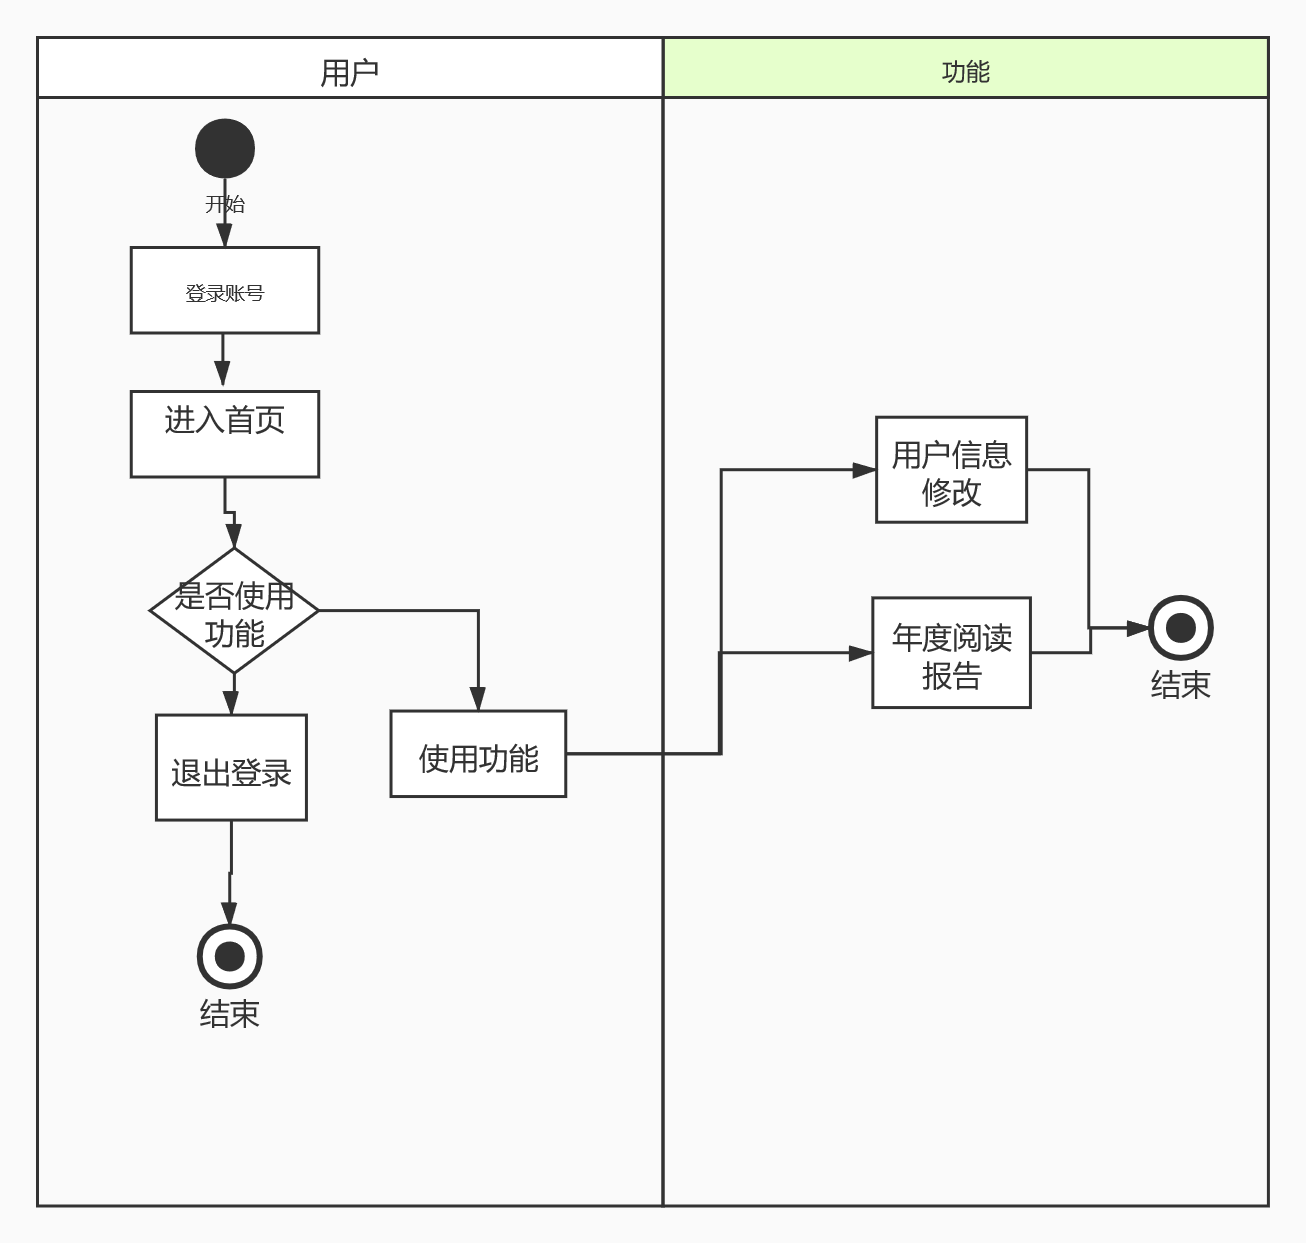 用户
功能
开始
登录账号
进入首页
是否使用
功能
退出登录
使用功能
结束
用户信息
修改
年度阅读
报告
结束